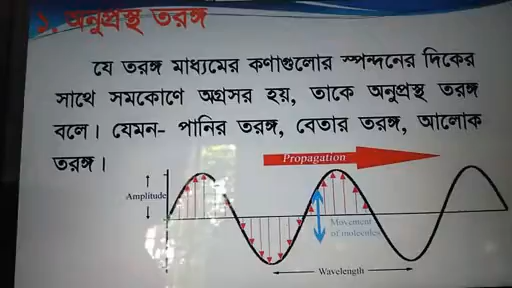 ১. অনুপ্রস্থ তরঙ্গ
যে তরঙ্গ মাধ্যমের কণাগুলোর স্পন্দনের দিকের
সাথে সমকোণে অগ্রসর হয়, তাকে অনুপ্রস্থ তরঙ্গ
বলে। যেমন- পানির তরঙ্গ, বেতার তরঙ্গ, আলোক
তরঙ্গ।
Propagation
Amplitude
Movement
of molecules
Wavelength